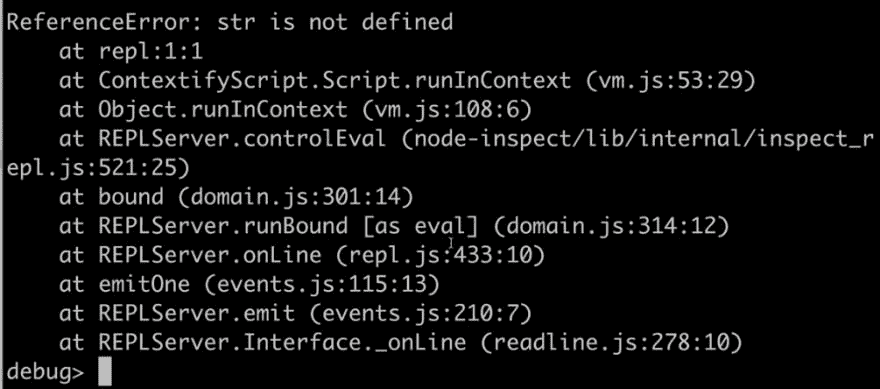 ReferenceError: str is not defined
    at repl:1:1
    at ContextifyScript.Script.runInContext (vm.js:53:29)
    at Object.runInContext (vm.js:108:6)
    at REPLServer.controlEval (node-inspect/lib/internal/inspect_r
epl.js:521:25)
    at bound (domain.js:301:14)
    at REPLServer.runBound [as eval] (domain.js:314:12)
    at REPLServer.onLine (repl.js:433:10)
    at emitOne (events.js:115:13)
    at REPLServer.emit (events.js:210:7)
    at REPLServer.Interface._onLine (readline.js:278:10)
debug>